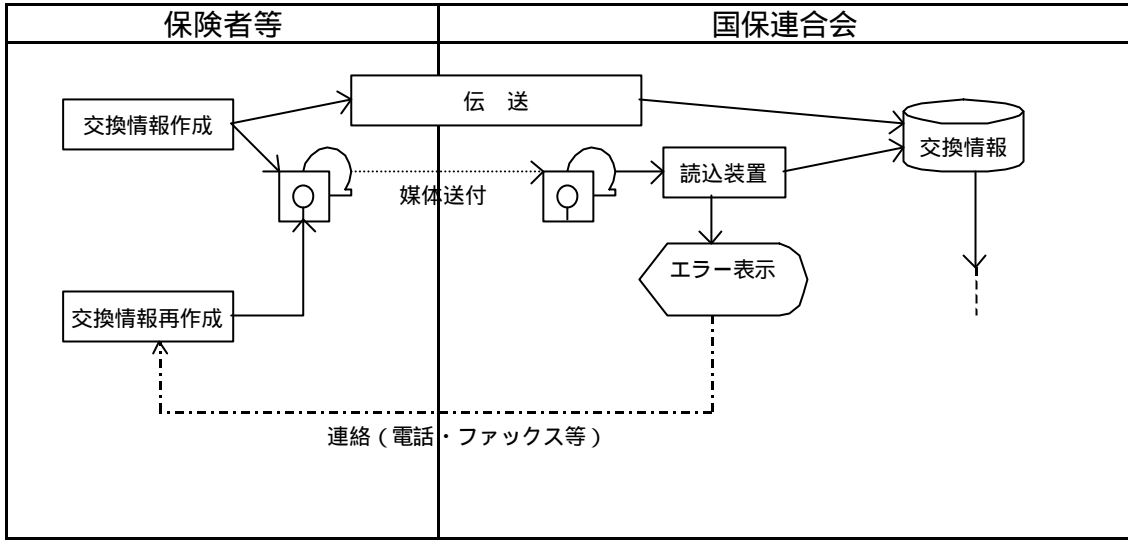 保険者等
国保連合会
伝 送
交換情報作成
交換情報
読込装置
媒体送付
エラー表示
交換情報再作成
連絡（電話・ファックス等）